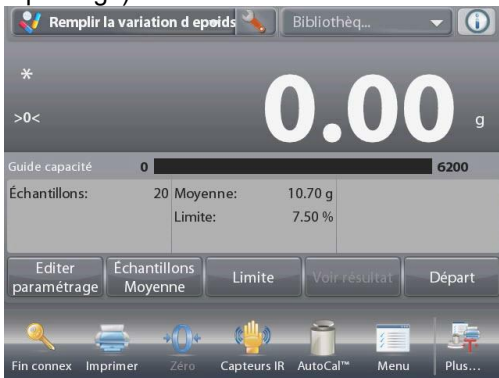 Remplir la variation d epoids
Bibliothèq...
*
>0<
0.00 g
Guide capacité 0 6200
Échantillons: 20 Moyenne: 10.70 g
Limite: 7.50 %
Editer paramétrage
Échantillons Moyenne
Limite
Voir résultat
Départ
Fin connex
Imprimer
Zéro
Capteurs IR
AutoCal™
Menu
Plus...